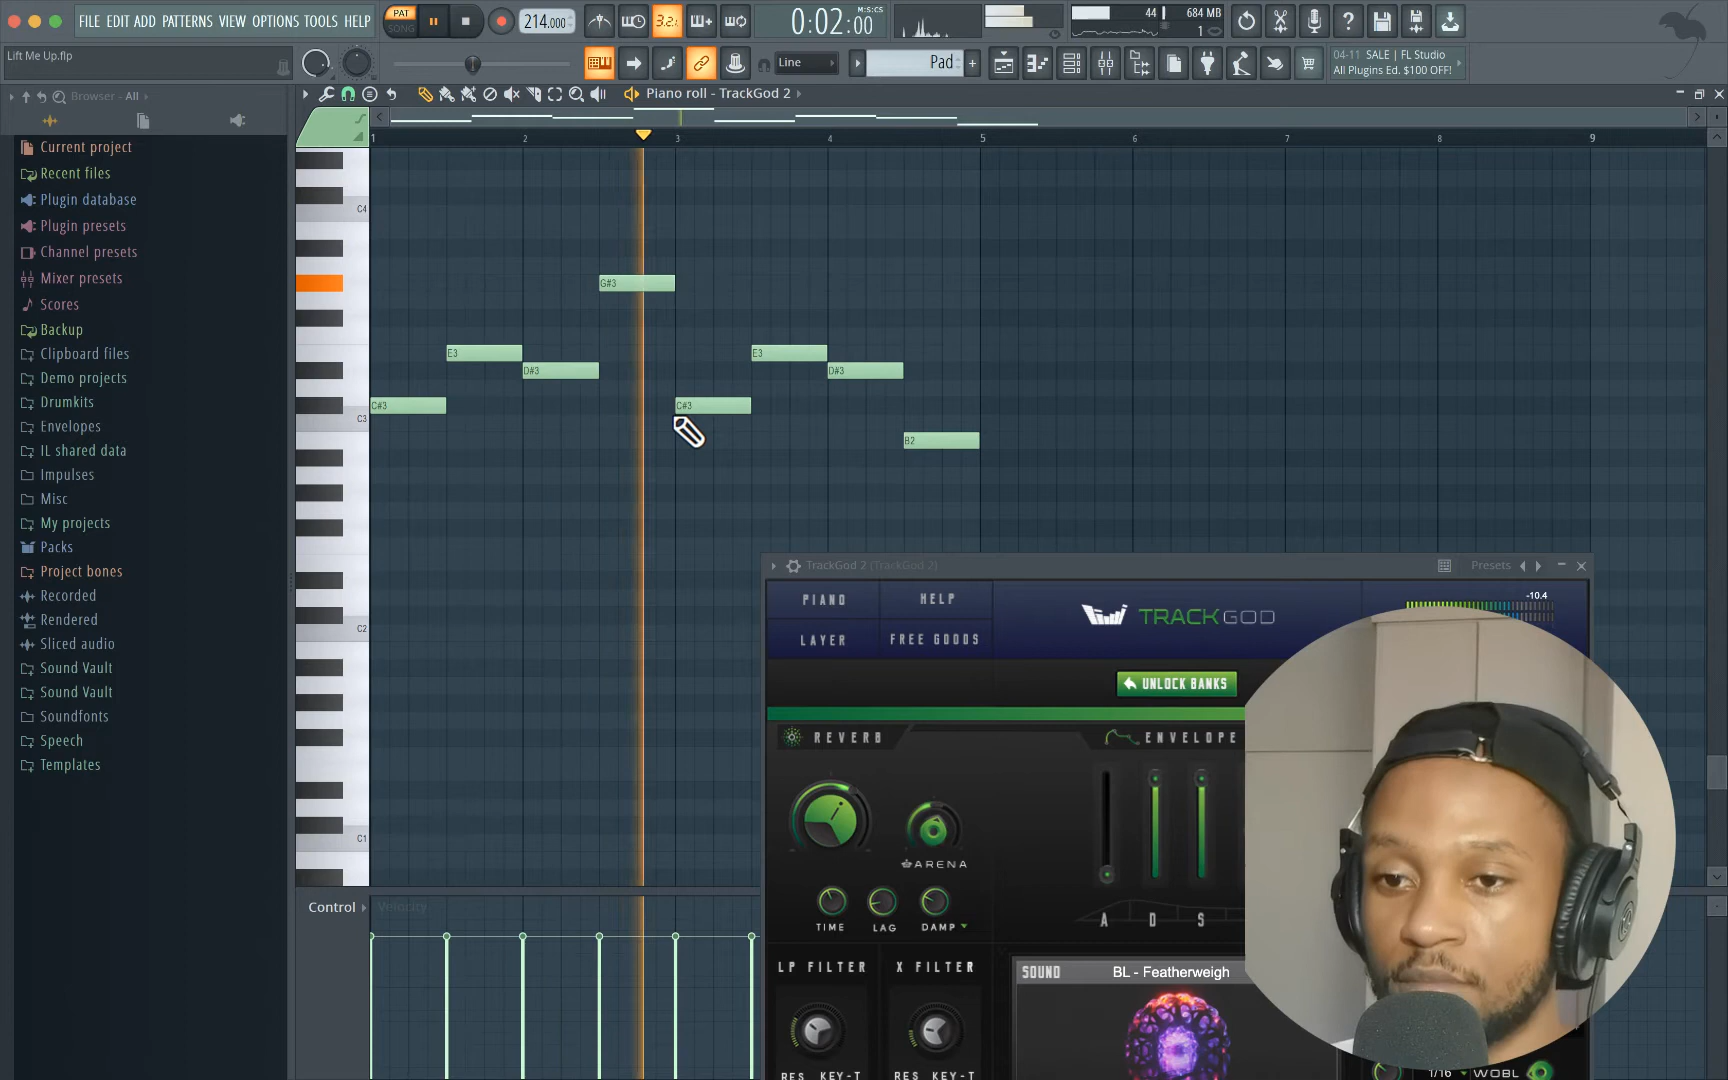 FILE EDIT ADD PATTERNS VIEW OPTIONS TOOLS HELP
PAT
SONG
214.000
3.2.
0:02:00
M:S:CS
44
684 MB
1
Lift Me Up.flp
Line
Pad
04-11 SALE | FL Studio
All Plugins Ed. $100 OFF!
Browser - All
Piano roll - TrackGod 2
1
2
3
4
5
6
7
8
9
Current project
Recent files
Plugin database
Plugin presets
Channel presets
Mixer presets
Scores
Backup
Clipboard files
Demo projects
Drumkits
Envelopes
IL shared data
Impulses
Misc
My projects
Packs
Project bones
Recorded
Rendered
Sliced audio
Sound Vault
Sound Vault
Soundfonts
Speech
Templates
C4
C3
C2
C1
G#3
E3
E3
D#3
D#3
C#3
C#3
B2
Control
Velocity
TrackGod 2 (TrackGod 2)
Presets
PIANO
HELP
LAYER
FREE GOODS
TRACKGOD
-10.4
UNLOCK BANKS
REVERB
ENVELOPE
ARENA
TIME
LAG
DAMP
A
D
S
LP FILTER
X FILTER
SOUND
BL - Featherweigh
RES
KEY-T
RES
KEY-T
1/16
WOBL